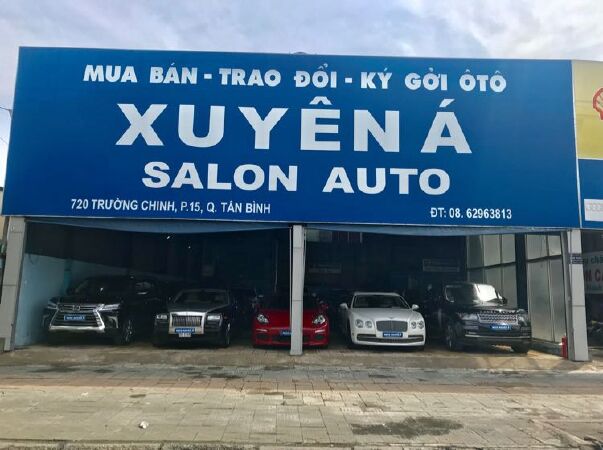 MUA BÁN - TRAO ĐỔI - KÝ GỞI ÔTÔ
XUYÊN Á
SALON AUTO
720 TRƯỜNG CHINH, P.15, Q. TÂN BÌNH
ĐT: 08. 62963813